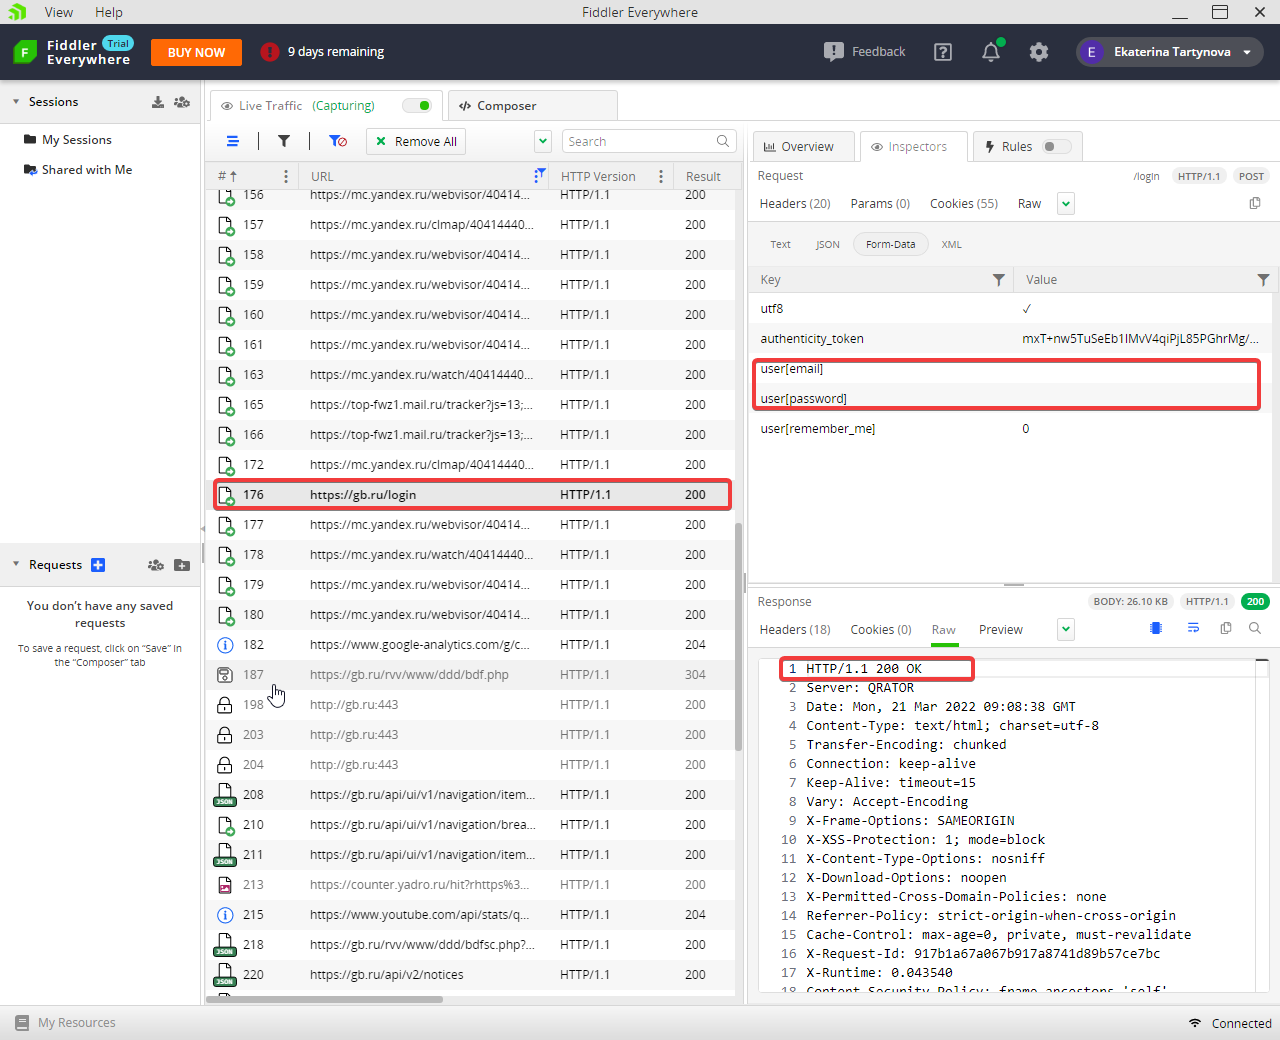 View Help Fiddler Everywhere
Fiddler Everywhere Trial BUY NOW 9 days remaining Feedback E Ekaterina Tartynova
Sessions
My Sessions
Shared with Me
Requests
You don't have any saved
requests
To save a request, click on "Save" in
the "Composer" tab
Live Traffic (Capturing) Composer
Remove All Search
# URL HTTP Version Result
156 https://mc.yandex.ru/webvisor/40414... HTTP/1.1 200
157 https://mc.yandex.ru/clmap/40414440... HTTP/1.1 200
158 https://mc.yandex.ru/webvisor/40414... HTTP/1.1 200
159 https://mc.yandex.ru/webvisor/40414... HTTP/1.1 200
160 https://mc.yandex.ru/webvisor/40414... HTTP/1.1 200
161 https://mc.yandex.ru/webvisor/40414... HTTP/1.1 200
163 https://mc.yandex.ru/watch/40414440... HTTP/1.1 200
165 https://top-fwz1.mail.ru/tracker?js=13;... HTTP/1.1 200
166 https://top-fwz1.mail.ru/tracker?js=13;... HTTP/1.1 200
172 https://mc.yandex.ru/clmap/40414440... HTTP/1.1 200
176 https://gb.ru/login HTTP/1.1 200
177 https://mc.yandex.ru/webvisor/40414... HTTP/1.1 200
178 https://mc.yandex.ru/watch/40414440... HTTP/1.1 200
179 https://mc.yandex.ru/webvisor/40414... HTTP/1.1 200
180 https://mc.yandex.ru/webvisor/40414... HTTP/1.1 200
182 https://www.google-analytics.com/g/c... HTTP/1.1 204
187 https://gb.ru/rvv/www/ddd/bdf.php HTTP/1.1 304
198 http://gb.ru:443 HTTP/1.1 200
203 http://gb.ru:443 HTTP/1.1 200
204 http://gb.ru:443 HTTP/1.1 200
JSON 208 https://gb.ru/api/ui/v1/navigation/item... HTTP/1.1 200
210 https://gb.ru/api/ui/v1/navigation/brea... HTTP/1.1 200
JSON 211 https://gb.ru/api/ui/v1/navigation/item... HTTP/1.1 200
213 https://counter.yadro.ru/hit?rhttps%3... HTTP/1.1 200
215 https://www.youtube.com/api/stats/q... HTTP/1.1 204
JSON 218 https://gb.ru/rvv/www/ddd/bdfsc.php?... HTTP/1.1 200
JSON 220 https://gb.ru/api/v2/notices HTTP/1.1 200
Overview Inspectors Rules
Request /login HTTP/1.1 POST
Headers (20) Params (0) Cookies (55) Raw
Text JSON Form-Data XML
Key Value
utf8 ✓
authenticity_token mxT+nw5TuSeEb1IMvV4qiPjL85PGhrMg/...
user[email]
user[password]
user[remember_me] 0
Response BODY: 26.10 KB HTTP/1.1 200
Headers (18) Cookies (0) Raw Preview
1 HTTP/1.1 200 OK
2 Server: QRATOR
3 Date: Mon, 21 Mar 2022 09:08:38 GMT
4 Content-Type: text/html; charset=utf-8
5 Transfer-Encoding: chunked
6 Connection: keep-alive
7 Keep-Alive: timeout=15
8 Vary: Accept-Encoding
9 X-Frame-Options: SAMEORIGIN
10 X-XSS-Protection: 1; mode=block
11 X-Content-Type-Options: nosniff
12 X-Download-Options: noopen
13 X-Permitted-Cross-Domain-Policies: none
14 Referrer-Policy: strict-origin-when-cross-origin
15 Cache-Control: max-age=0, private, must-revalidate
16 X-Request-Id: 917b1a67a067b917a8741d89b57ce7bc
17 X-Runtime: 0.043540
18 Content-Security-Policy: frame-ancestors 'self'
My Resources Connected